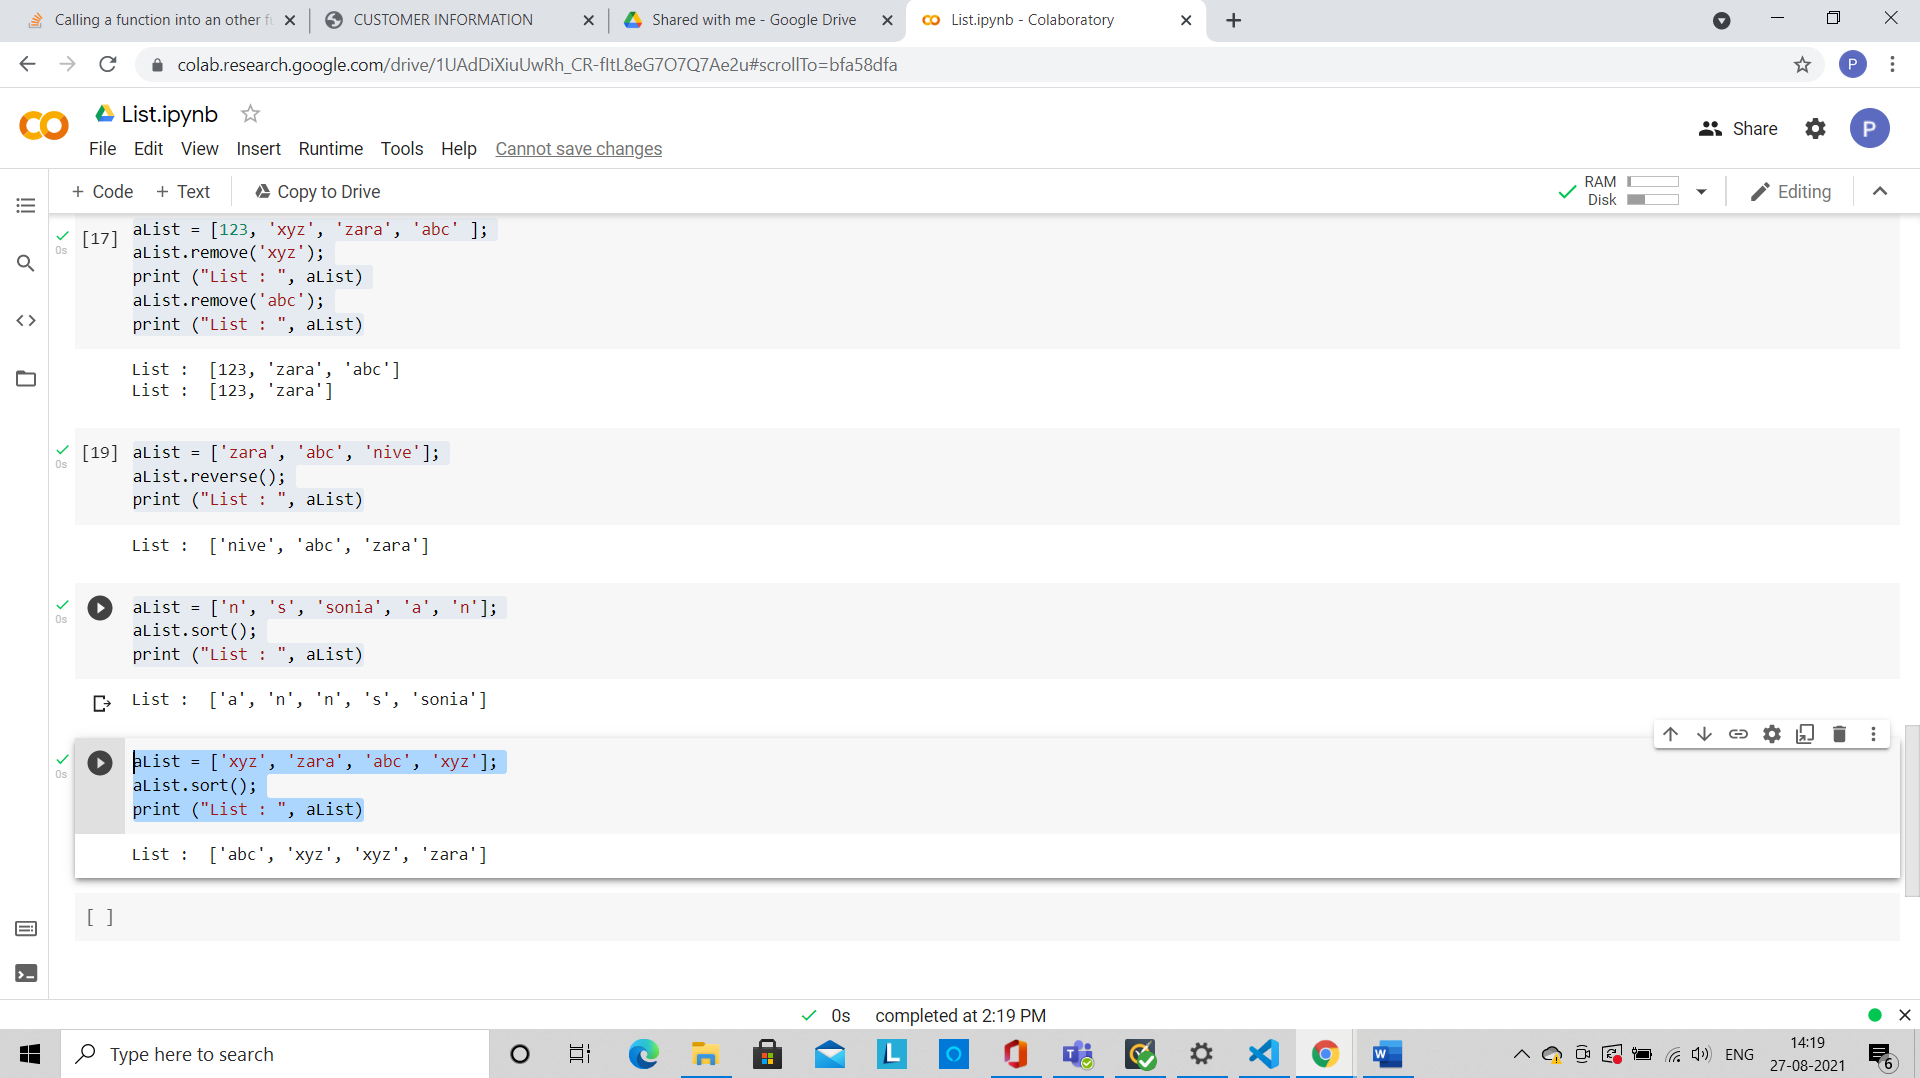 Calling a function into an other fu
CUSTOMER INFORMATION
Shared with me - Google Drive
List.ipynb - Colaboratory
colab.research.google.com/drive/1UAdDiXiuUwRh_CR-fItL8eG7O7Q7Ae2u#scrollTo=bfa58dfa
P
List.ipynb
File Edit View Insert Runtime Tools Help Cannot save changes
Share
P
+ Code + Text Copy to Drive
RAM
Disk
Editing
[17]
0s
aList = [123, 'xyz', 'zara', 'abc' ];
aList.remove('xyz');
print ("List : ", aList)
aList.remove('abc');
print ("List : ", aList)
List :  [123, 'zara', 'abc']
List :  [123, 'zara']
[19]
0s
aList = ['zara', 'abc', 'nive'];
aList.reverse();
print ("List : ", aList)
List :  ['nive', 'abc', 'zara']
0s
aList = ['n', 's', 'sonia', 'a', 'n'];
aList.sort();
print ("List : ", aList)
List :  ['a', 'n', 'n', 's', 'sonia']
0s
aList = ['xyz', 'zara', 'abc', 'xyz'];
aList.sort();
print ("List : ", aList)
List :  ['abc', 'xyz', 'xyz', 'zara']
[ ]
0s completed at 2:19 PM
Type here to search
L
W
ENG
14:19
27-08-2021
6